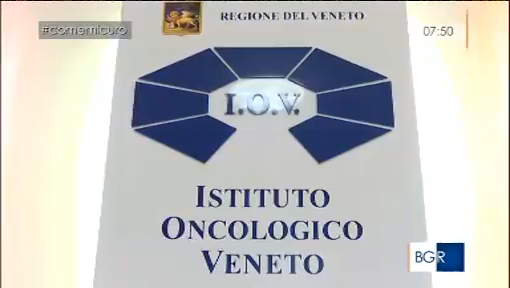 #comemicuro
REGIONE DEL VENETO
07:50
I.O.V.
ISTITUTO
ONCOLOGICO
VENETO
BGR